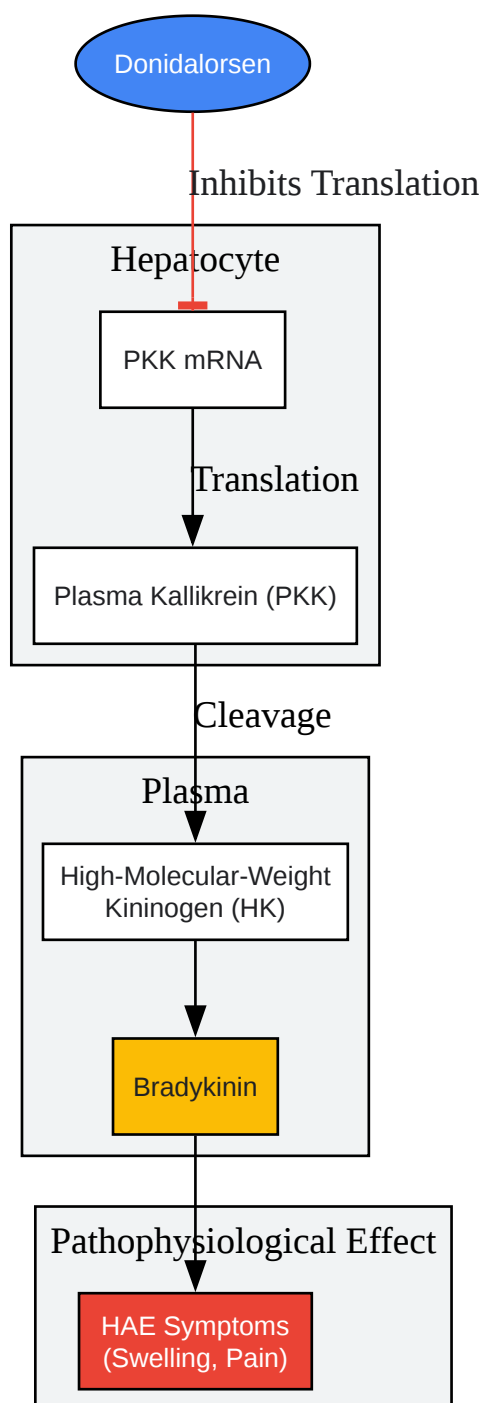 Donidalorsen
Inhibits Translation
Hepatocyte
PKK mRNA
Translation
Plasma Kallikrein (PKK)
Cleavage
Plasma
High-Molecular-Weight
Kininogen (HK)
Bradykinin
Pathophysiological Effect
HAE Symptoms
(Swelling, Pain)